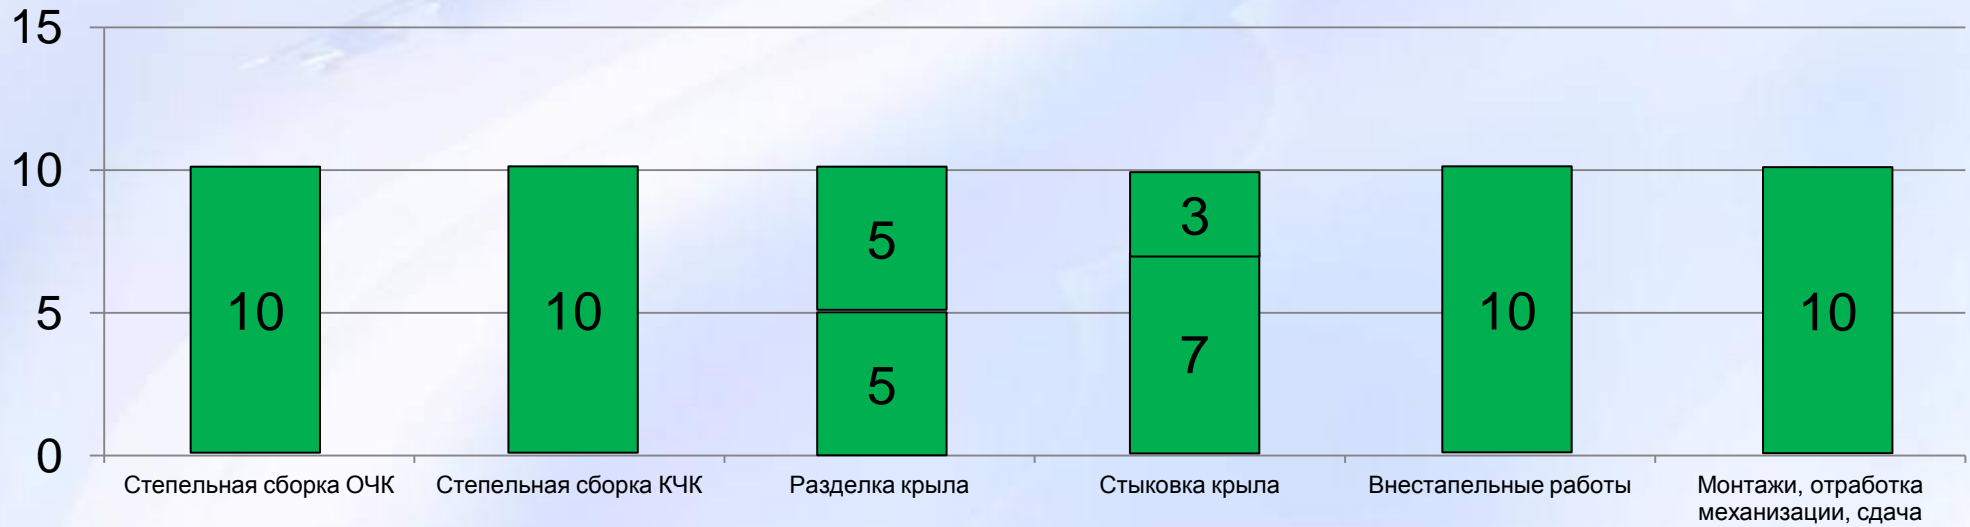 15
10
5
0
10
10
5
5
3
7
10
10
Степельная сборка ОЧК
Степельная сборка КЧК
Разделка крыла
Стыковка крыла
Внестапельные работы
Монтажи, отработка
механизации, сдача